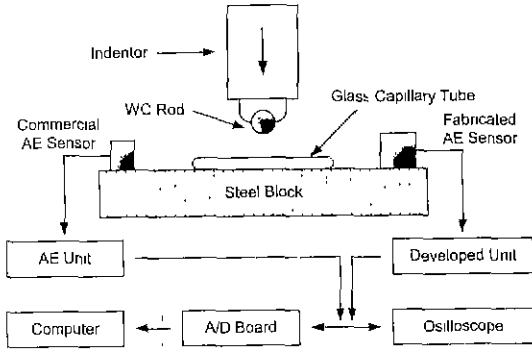 Indentor
WC Rod
Glass Capillary Tube
Commercial
AE Sensor
Fabricated
AE Sensor
Steel Block
AE Unit
Developed Unit
Computer
A/D Board
Osilloscope